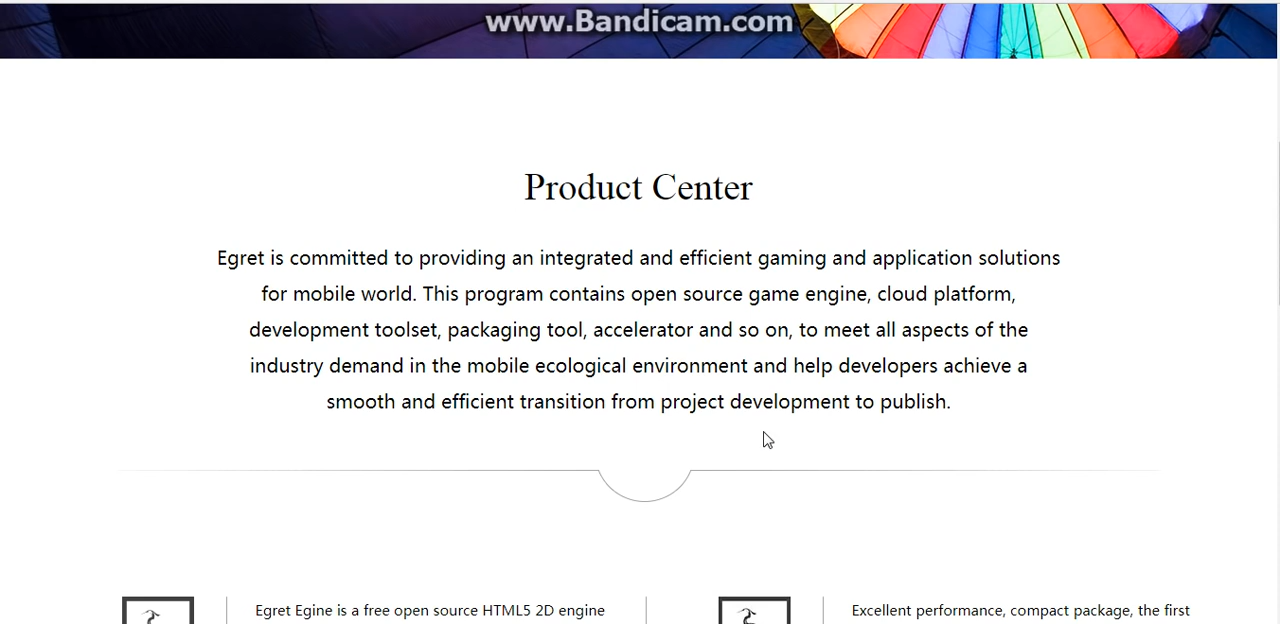 www.Bandicam.com
Product Center
Egret is committed to providing an integrated and efficient gaming and application solutions
for mobile world. This program contains open source game engine, cloud platform,
development toolset, packaging tool, accelerator and so on, to meet all aspects of the
industry demand in the mobile ecological environment and help developers achieve a
smooth and efficient transition from project development to publish.
Egret Egine is a free open source HTML5 2D engine
Excellent performance, compact package, the first